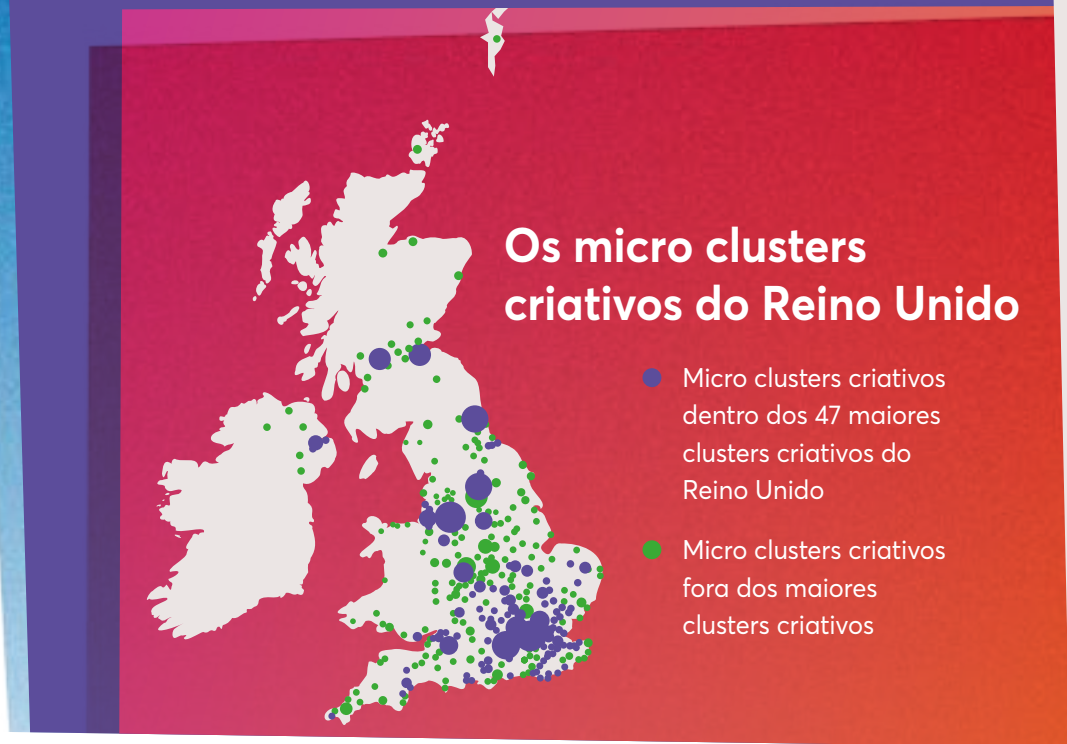 Os micro clusters
criativos do Reino Unido
Micro clusters criativos
dentro dos 47 maiores
clusters criativos do
Reino Unido
Micro clusters criativos
fora dos maiores
clusters criativos